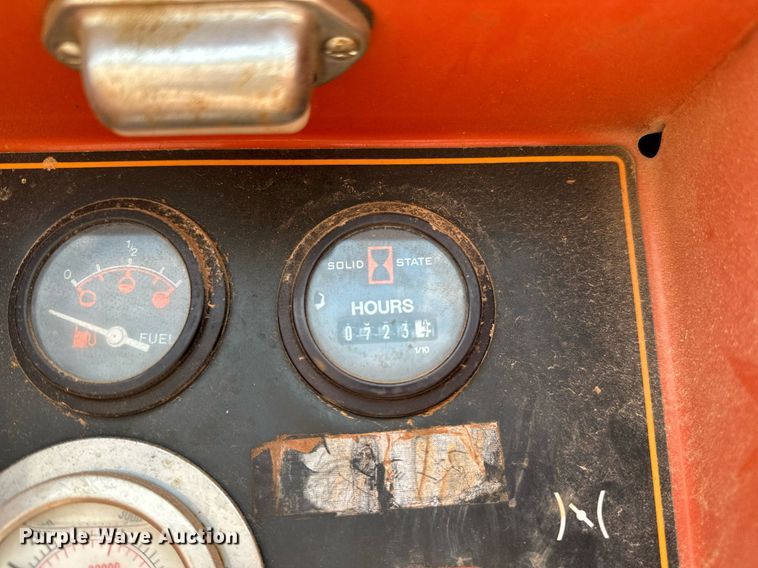 0 1/2
FUEL
SOLID STATE
HOURS
0723
1/10
Purple Wave Auction